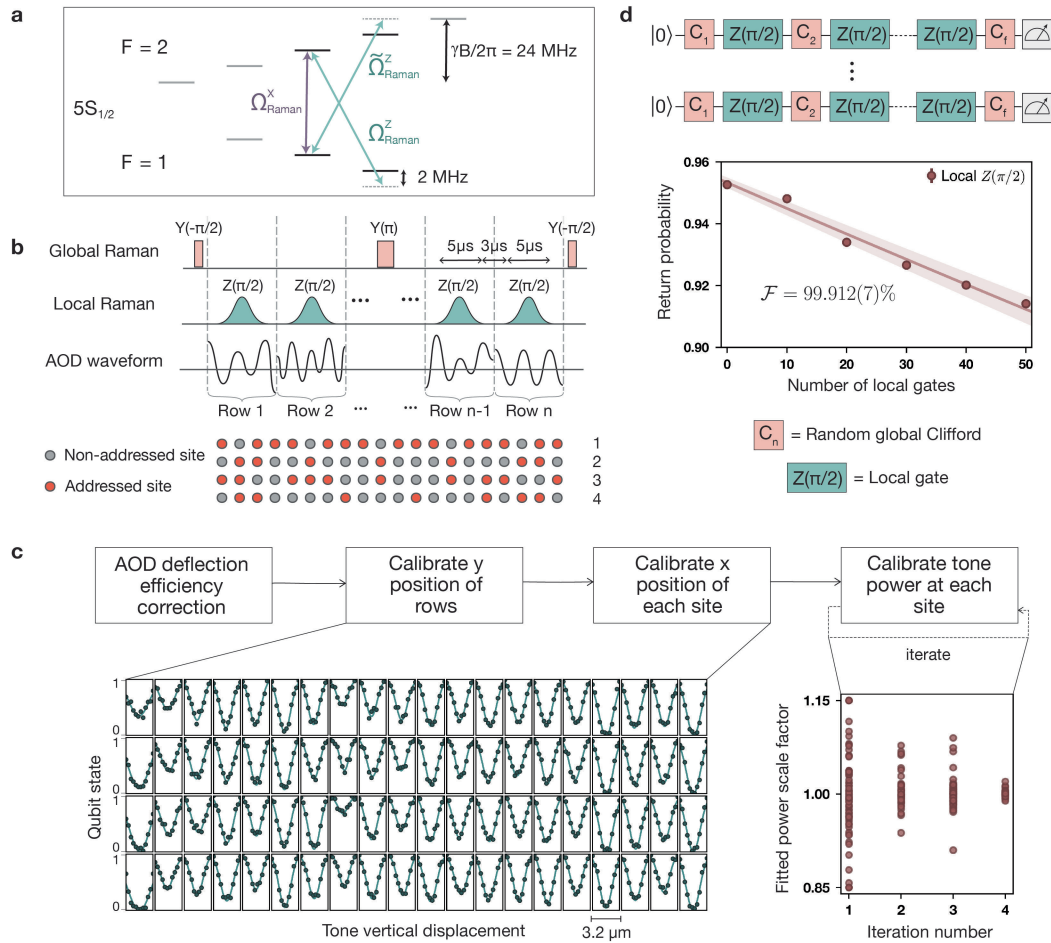 a
F = 2
5S1/2
F = 1
Ω^X_Raman
Ω̃^Z_Raman
Ω^Z_Raman
γB/2π = 24 MHz
2 MHz
b
Global Raman
Y(-π/2)
Y(π)
5µs
3µs
5µs
Y(-π/2)
Local Raman
Z(π/2)
Z(π/2)
•••
•••
Z(π/2)
Z(π/2)
AOD waveform
Row 1
Row 2
•••
•••
Row n-1
Row n
Non-addressed site
Addressed site
1
2
3
4
c
AOD deflection
efficiency
correction
Calibrate y
position of
rows
Calibrate x
position of
each site
Calibrate tone
power at each
site
iterate
Qubit state
1
0
1
0
1
0
1
0
Tone vertical displacement
3.2 µm
Fitted power scale factor
1.15
1.00
0.85
1 2 3 4
Iteration number
d
|0⟩ C1 Z(π/2) C2 Z(π/2) Z(π/2) Cf
|0⟩ C1 Z(π/2) C2 Z(π/2) Z(π/2) Cf
Return probability
0.96
0.94
0.92
0.90
Local Z(π/2)
F = 99.912(7)%
0 10 20 30 40 50
Number of local gates
Cn = Random global Clifford
Z(π/2) = Local gate